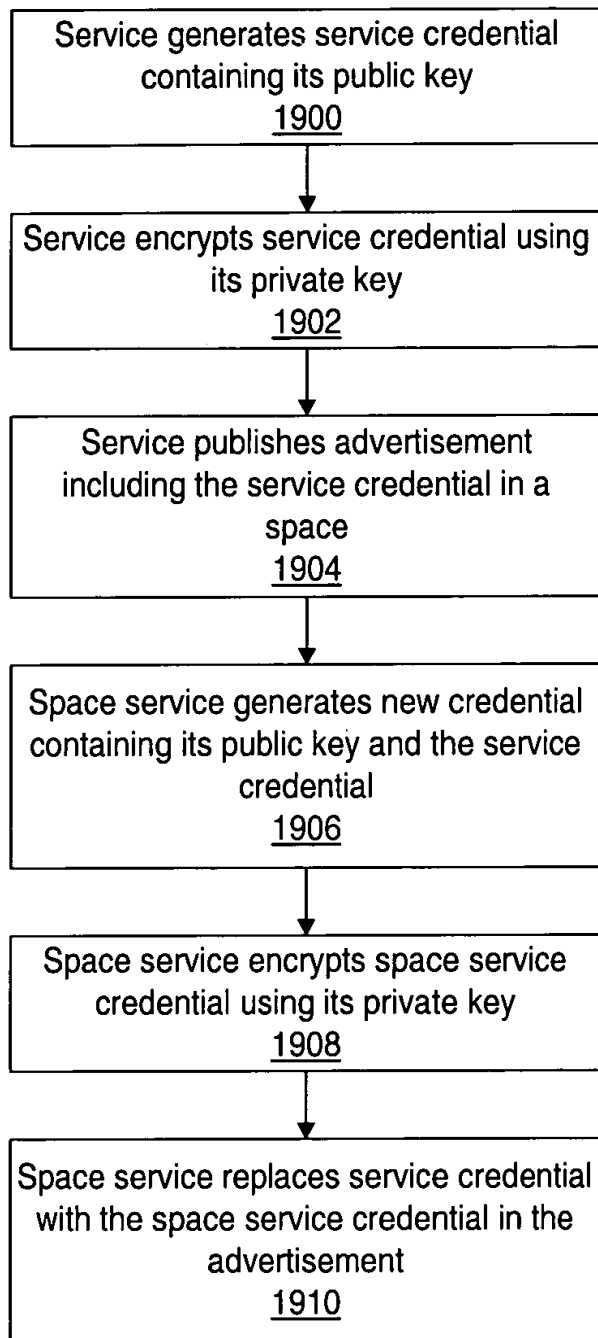 Service generates service credential
containing its public key
1900
Service encrypts service credential using
its private key
1902
Service publishes advertisement
including the service credential in a
space
1904
Space service generates new credential
containing its public key and the service
credential
1906
Space service encrypts space service
credential using its private key
1908
Space service replaces service credential
with the space service credential in the
advertisement
1910